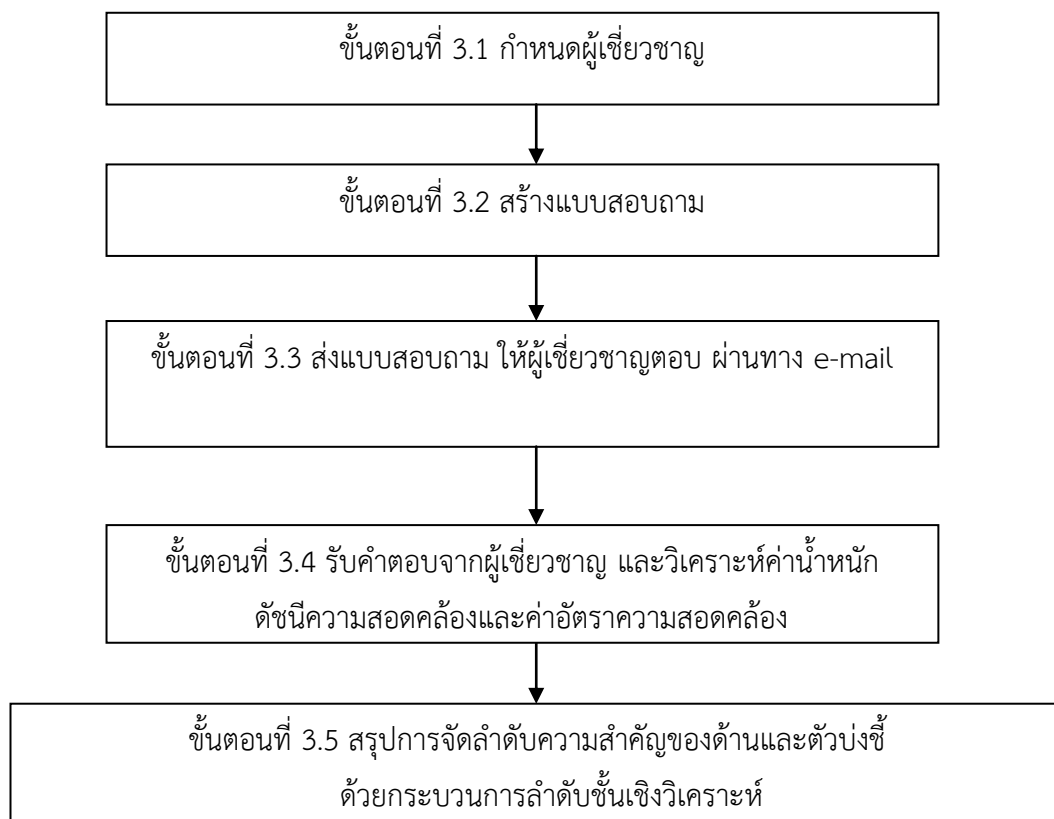 ขั้นตอนที่ 3.1 กำหนดผู้เชี่ยวชาญ
ขั้นตอนที่ 3.2 สร้างแบบสอบถาม
ขั้นตอนที่ 3.3 ส่งแบบสอบถาม ให้ผู้เชี่ยวชาญตอบ ผ่านทาง e-mail
ขั้นตอนที่ 3.4 รับคำตอบจากผู้เชี่ยวชาญ และวิเคราะห์ค่าน้ำหนัก
ดัชนีความสอดคล้องและค่าอัตราความสอดคล้อง
ขั้นตอนที่ 3.5 สรุปการจัดลำดับความสำคัญของด้านและตัวบ่งชี้
ด้วยกระบวนการลำดับชั้นเชิงวิเคราะห์